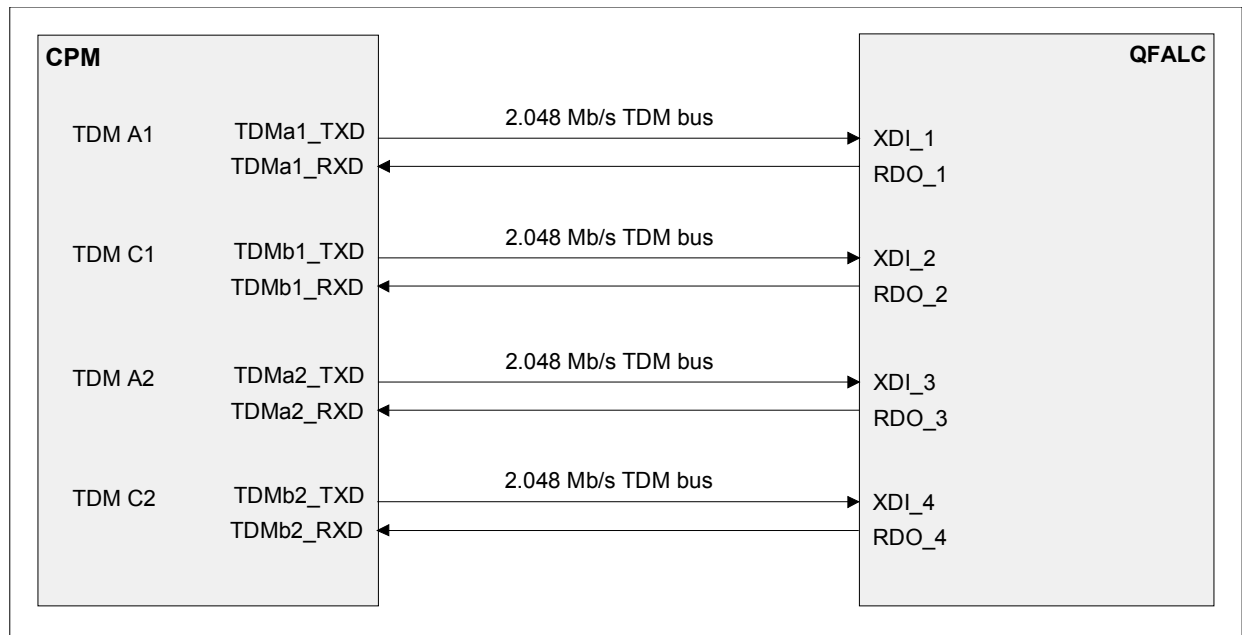 CPM
QFALC
TDM A1
TDMa1_TXD
2.048 Mb/s TDM bus
XDI_1
TDMa1_RXD
RDO_1
TDM C1
TDMb1_TXD
2.048 Mb/s TDM bus
XDI_2
TDMb1_RXD
RDO_2
TDM A2
TDMa2_TXD
2.048 Mb/s TDM bus
XDI_3
TDMa2_RXD
RDO_3
TDM C2
TDMb2_TXD
2.048 Mb/s TDM bus
XDI_4
TDMb2_RXD
RDO_4